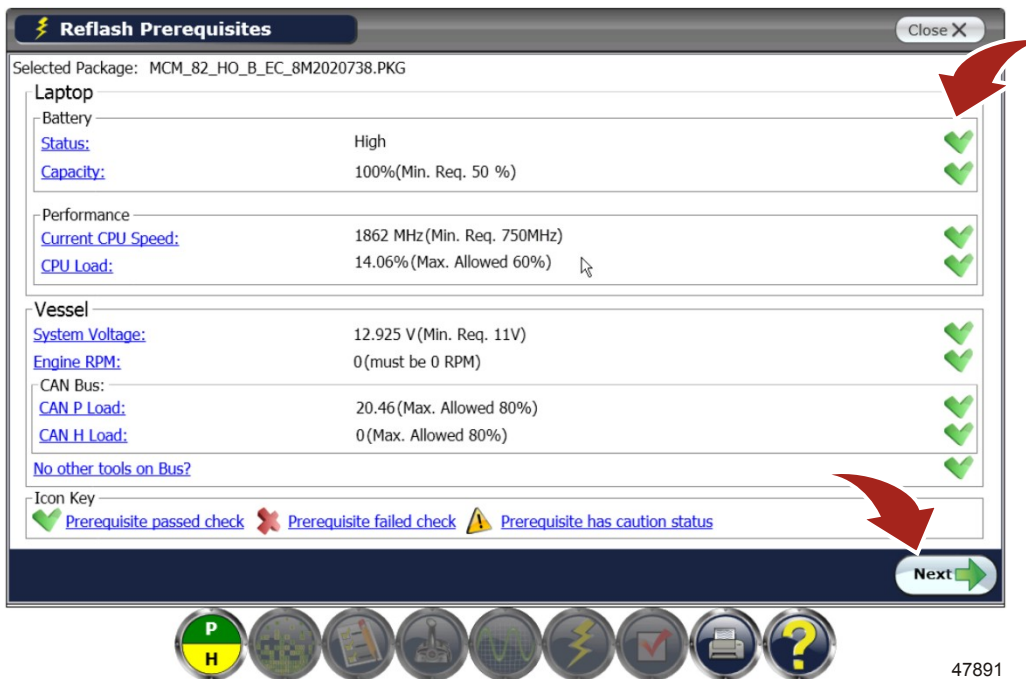 Reflash Prerequisites
Close X
Selected Package: MCM_82_HO_B_EC_8M2020738.PKG
Laptop
Battery
Status: High
Capacity: 100%(Min. Req. 50 %)
Performance
Current CPU Speed: 1862 MHz(Min. Req. 750MHz)
CPU Load: 14.06%(Max. Allowed 60%)
Vessel
System Voltage: 12.925 V(Min. Req. 11V)
Engine RPM: 0(must be 0 RPM)
CAN Bus:
CAN P Load: 20.46(Max. Allowed 80%)
CAN H Load: 0(Max. Allowed 80%)
No other tools on Bus?
Icon Key
Prerequisite passed check Prerequisite failed check Prerequisite has caution status
Next
P
H
?
47891